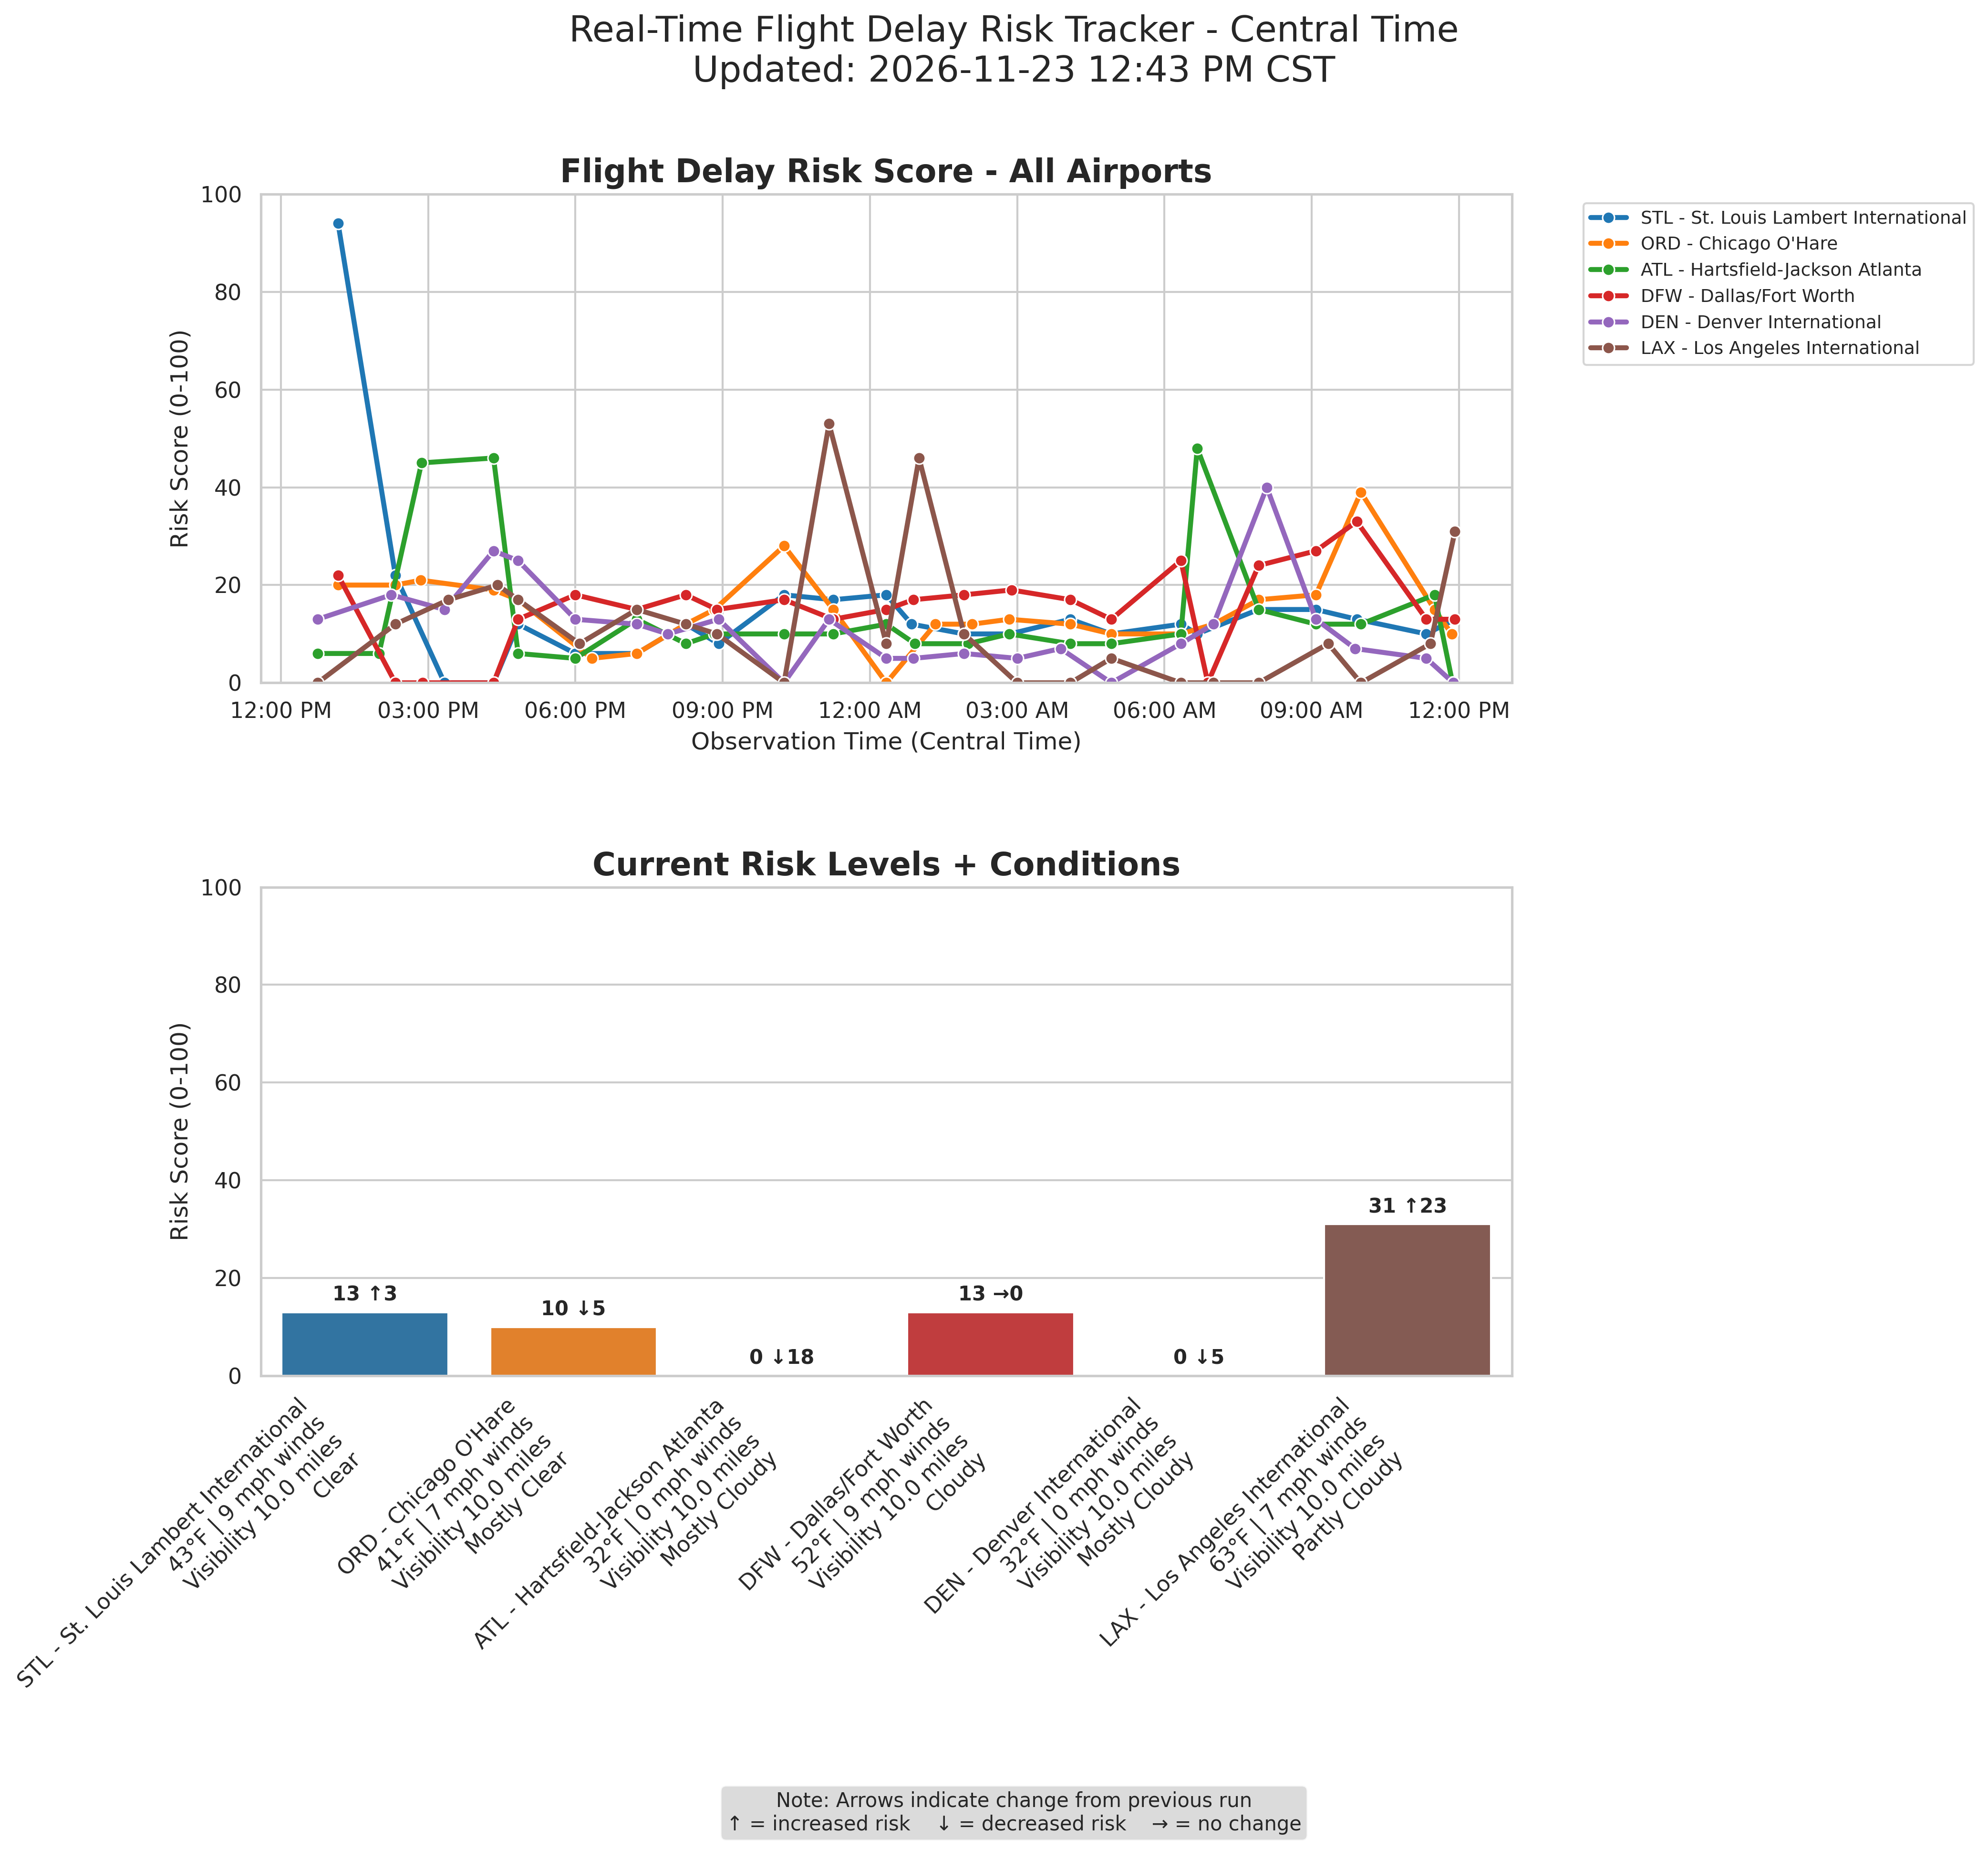 Real-Time Flight Delay Risk Tracker - Central Time
Updated: 2026-11-23 12:43 PM CST
Flight Delay Risk Score - All Airports
100
80
60
40
20
0
Risk Score (0-100)
12:00 PM
03:00 PM
06:00 PM
09:00 PM
12:00 AM
03:00 AM
06:00 AM
09:00 AM
12:00 PM
Observation Time (Central Time)
STL - St. Louis Lambert International
ORD - Chicago O'Hare
ATL - Hartsfield-Jackson Atlanta
DFW - Dallas/Fort Worth
DEN - Denver International
LAX - Los Angeles International
Current Risk Levels + Conditions
100
80
60
40
20
0
Risk Score (0-100)
13 ↑3
10 ↓5
0 ↓18
13 →0
0 ↓5
31 ↑23
STL - St. Louis Lambert International
43°F | 9 mph winds
Visibility 10.0 miles
Clear
ORD - Chicago O'Hare
41°F | 7 mph winds
Visibility 10.0 miles
Mostly Clear
ATL - Hartsfield-Jackson Atlanta
32°F | 0 mph winds
Visibility 10.0 miles
Mostly Cloudy
DFW - Dallas/Fort Worth
52°F | 9 mph winds
Visibility 10.0 miles
Cloudy
DEN - Denver International
32°F | 0 mph winds
Visibility 10.0 miles
Mostly Cloudy
LAX - Los Angeles International
63°F | 7 mph winds
Visibility 10.0 miles
Partly Cloudy
Note: Arrows indicate change from previous run
↑ = increased risk ↓ = decreased risk → = no change